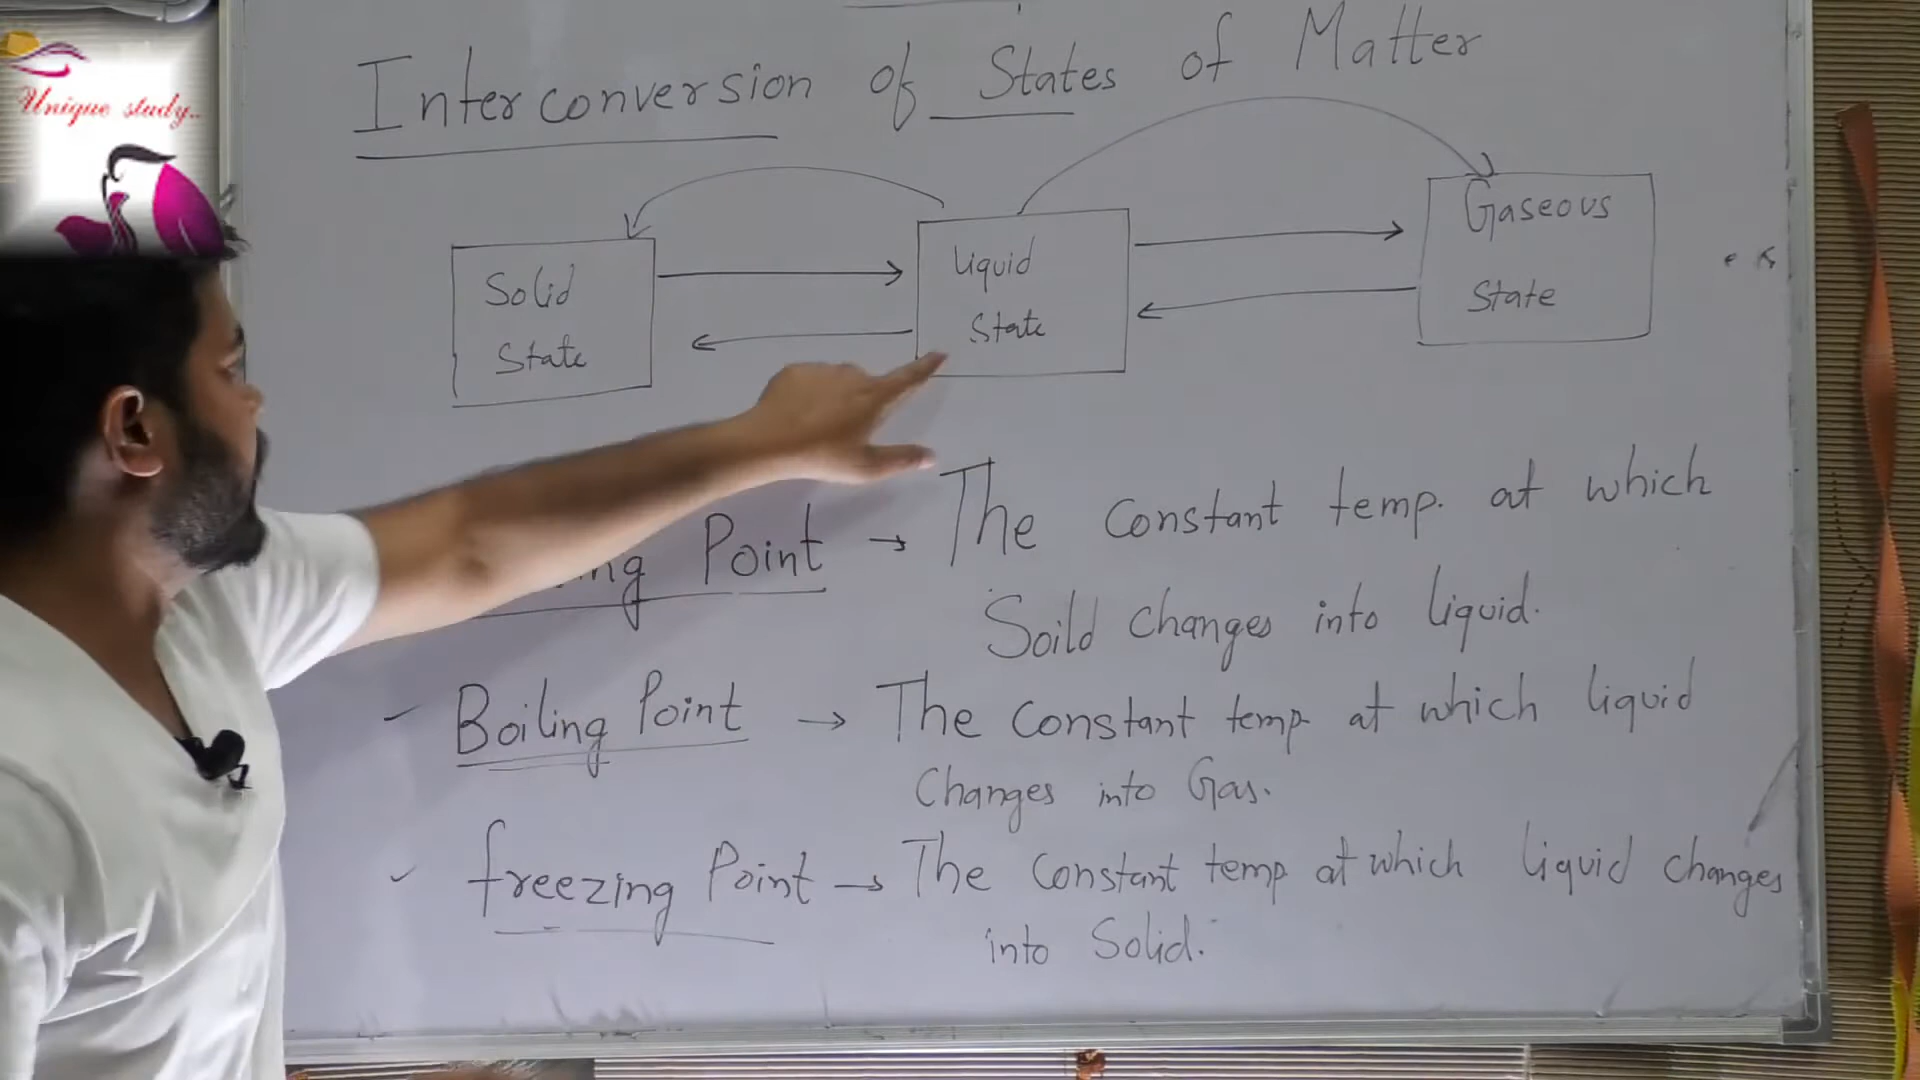 Unique study..
Interconversion of States of Matter
Solid
State
Liquid
State
Gaseous
State
Point → The Constant temp. at which
Soild Changes into liquid.
Boiling Point → The Constant temp at which liquid
Changes into Gas.
freezing Point → The Constant temp at which liquid changes
into Solid.